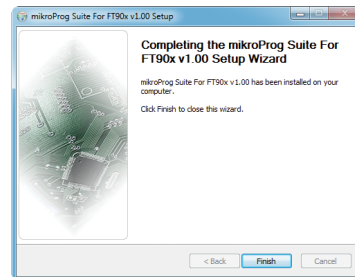 mikroProg Suite For FT90x v1.00 Setup
Completing the mikroProg Suite For
FT90x v1.00 Setup Wizard
mikroProg Suite For FT90x v1.00 has been installed on your
computer.
Click Finish to close this wizard.
< Back
Finish
Cancel